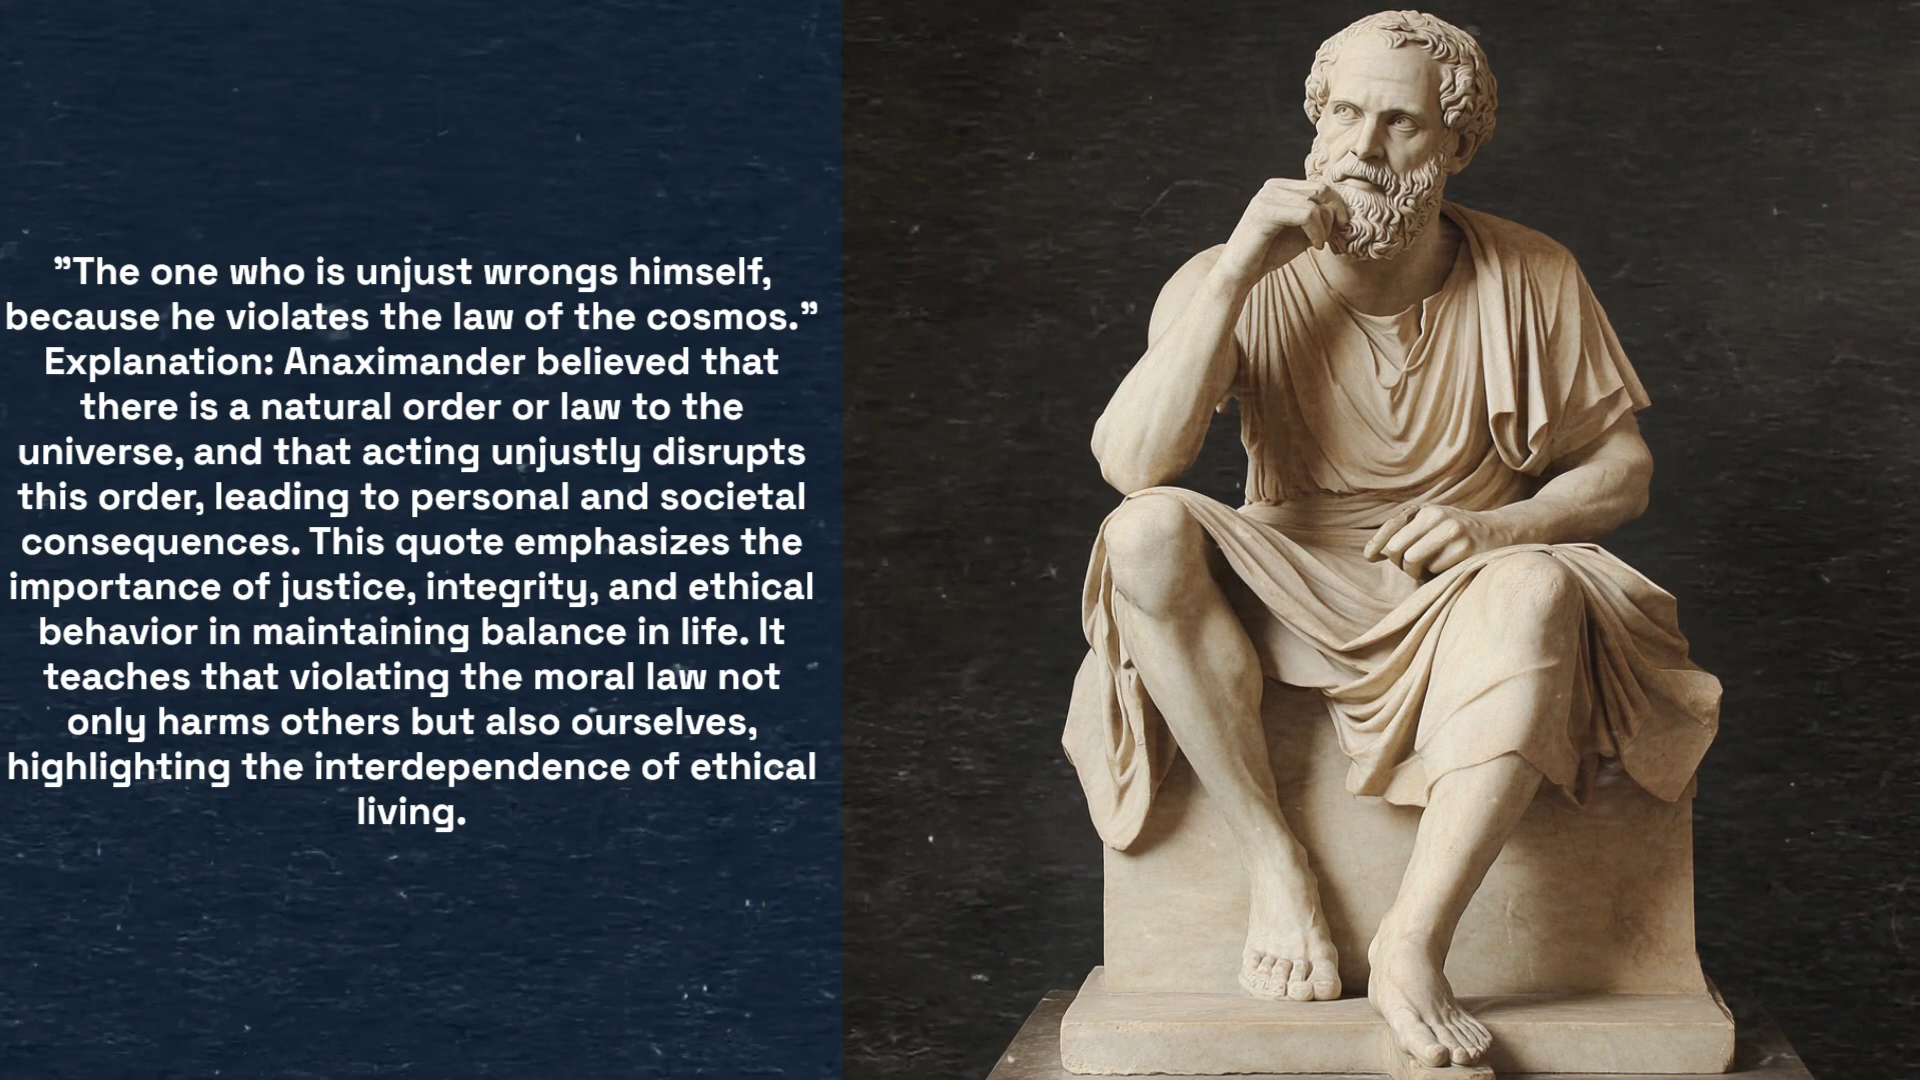 ”The one who is unjust wrongs himself,
because he violates the law of the cosmos.”
Explanation: Anaximander believed that
there is a natural order or law to the
universe, and that acting unjustly disrupts
this order, leading to personal and societal
consequences. This quote emphasizes the
importance of justice, integrity, and ethical
behavior in maintaining balance in life. It
teaches that violating the moral law not
only harms others but also ourselves,
highlighting the interdependence of ethical
living.